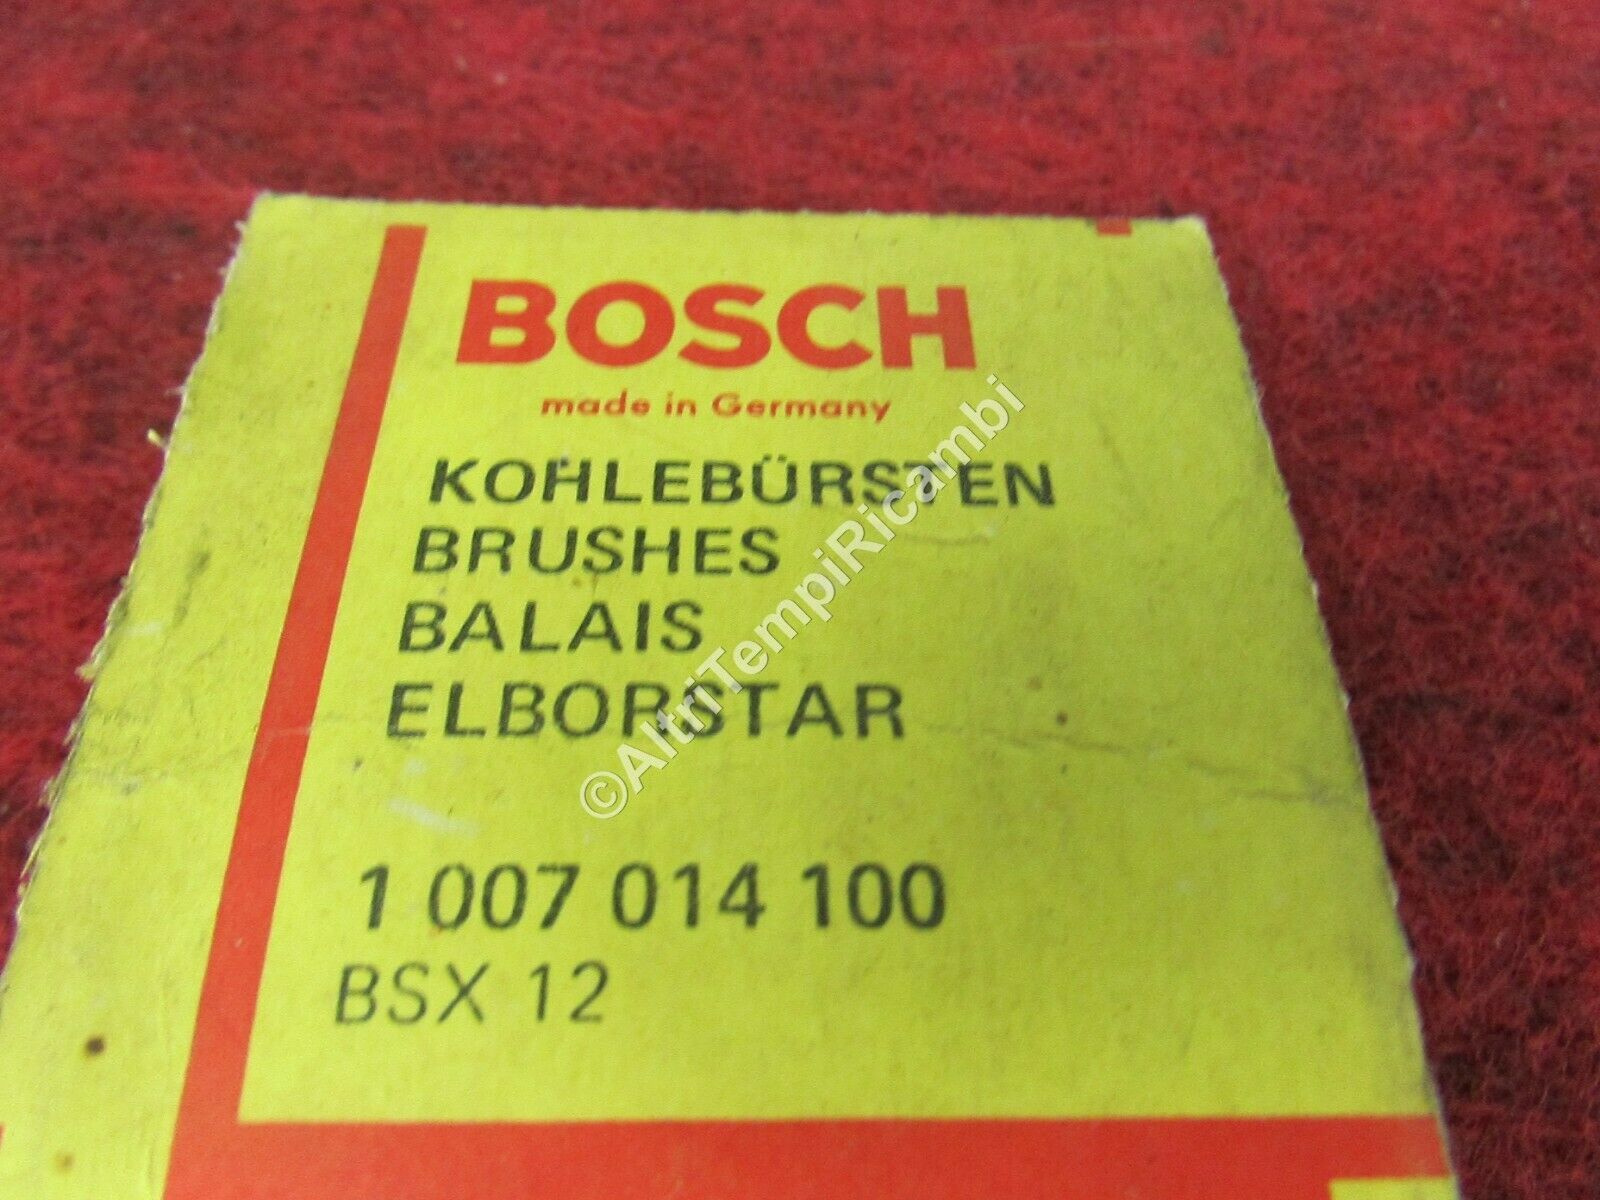 BOSCH
made in Germany
KOHLEBÜRSTEN
BRUSHES
BALAIS
ELBORSTAR
1 007 014 100
BSX 12
©AltriTempiRicambi